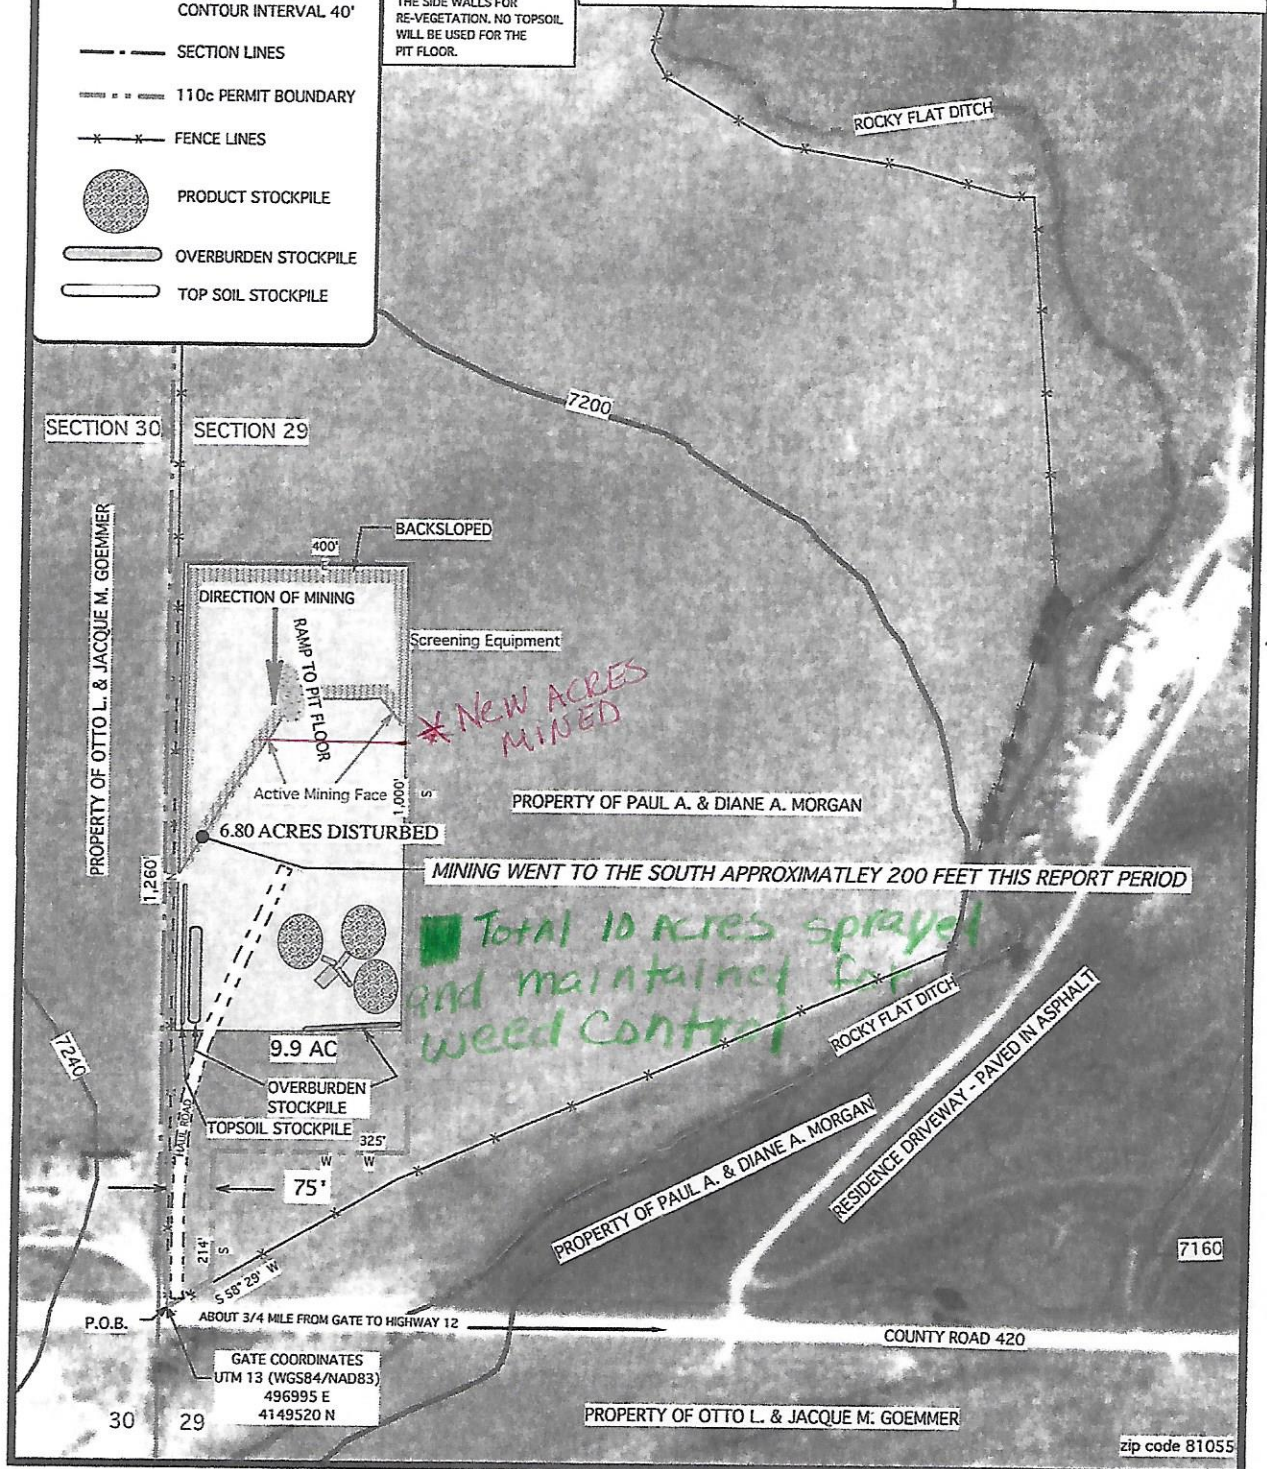 CONTOUR INTERVAL 40'
SECTION LINES
110c PERMIT BOUNDARY
FENCE LINES
PRODUCT STOCKPILE
OVERBURDEN STOCKPILE
TOP SOIL STOCKPILE
THE SIDE WALLS FOR
RE-VEGETATION. NO TOPSOIL
WILL BE USED FOR THE
PIT FLOOR.
ROCKY FLAT DITCH
7200
SECTION 30
SECTION 29
PROPERTY OF OTTO L. & JACQUE M. GOEMMER
BACKSLOPED
400'
E
DIRECTION OF MINING
RAMP TO PIT FLOOR
Screening Equipment
* NEW ACRES
MINED
Active Mining Face
1,000'
S
PROPERTY OF PAUL A. & DIANE A. MORGAN
6.80 ACRES DISTURBED
1,260'
N
MINING WENT TO THE SOUTH APPROXIMATLEY 200 FEET THIS REPORT PERIOD
Total 10 Acres sprayed
and maintained for
weed Control
ROCKY FLAT DITCH
7240
9.9 AC
OVERBURDEN
STOCKPILE
TOPSOIL STOCKPILE
HAUL ROAD
325'
W
W
75'
214'
S
S 58° 29' W
PROPERTY OF PAUL A. & DIANE A. MORGAN
RESIDENCE DRIVEWAY - PAVED IN ASPHALT
7160
P.O.B.
ABOUT 3/4 MILE FROM GATE TO HIGHWAY 12
COUNTY ROAD 420
GATE COORDINATES
UTM 13 (WGS84/NAD83)
496995 E
4149520 N
30
29
PROPERTY OF OTTO L. & JACQUE M. GOEMMER
zip code 81055